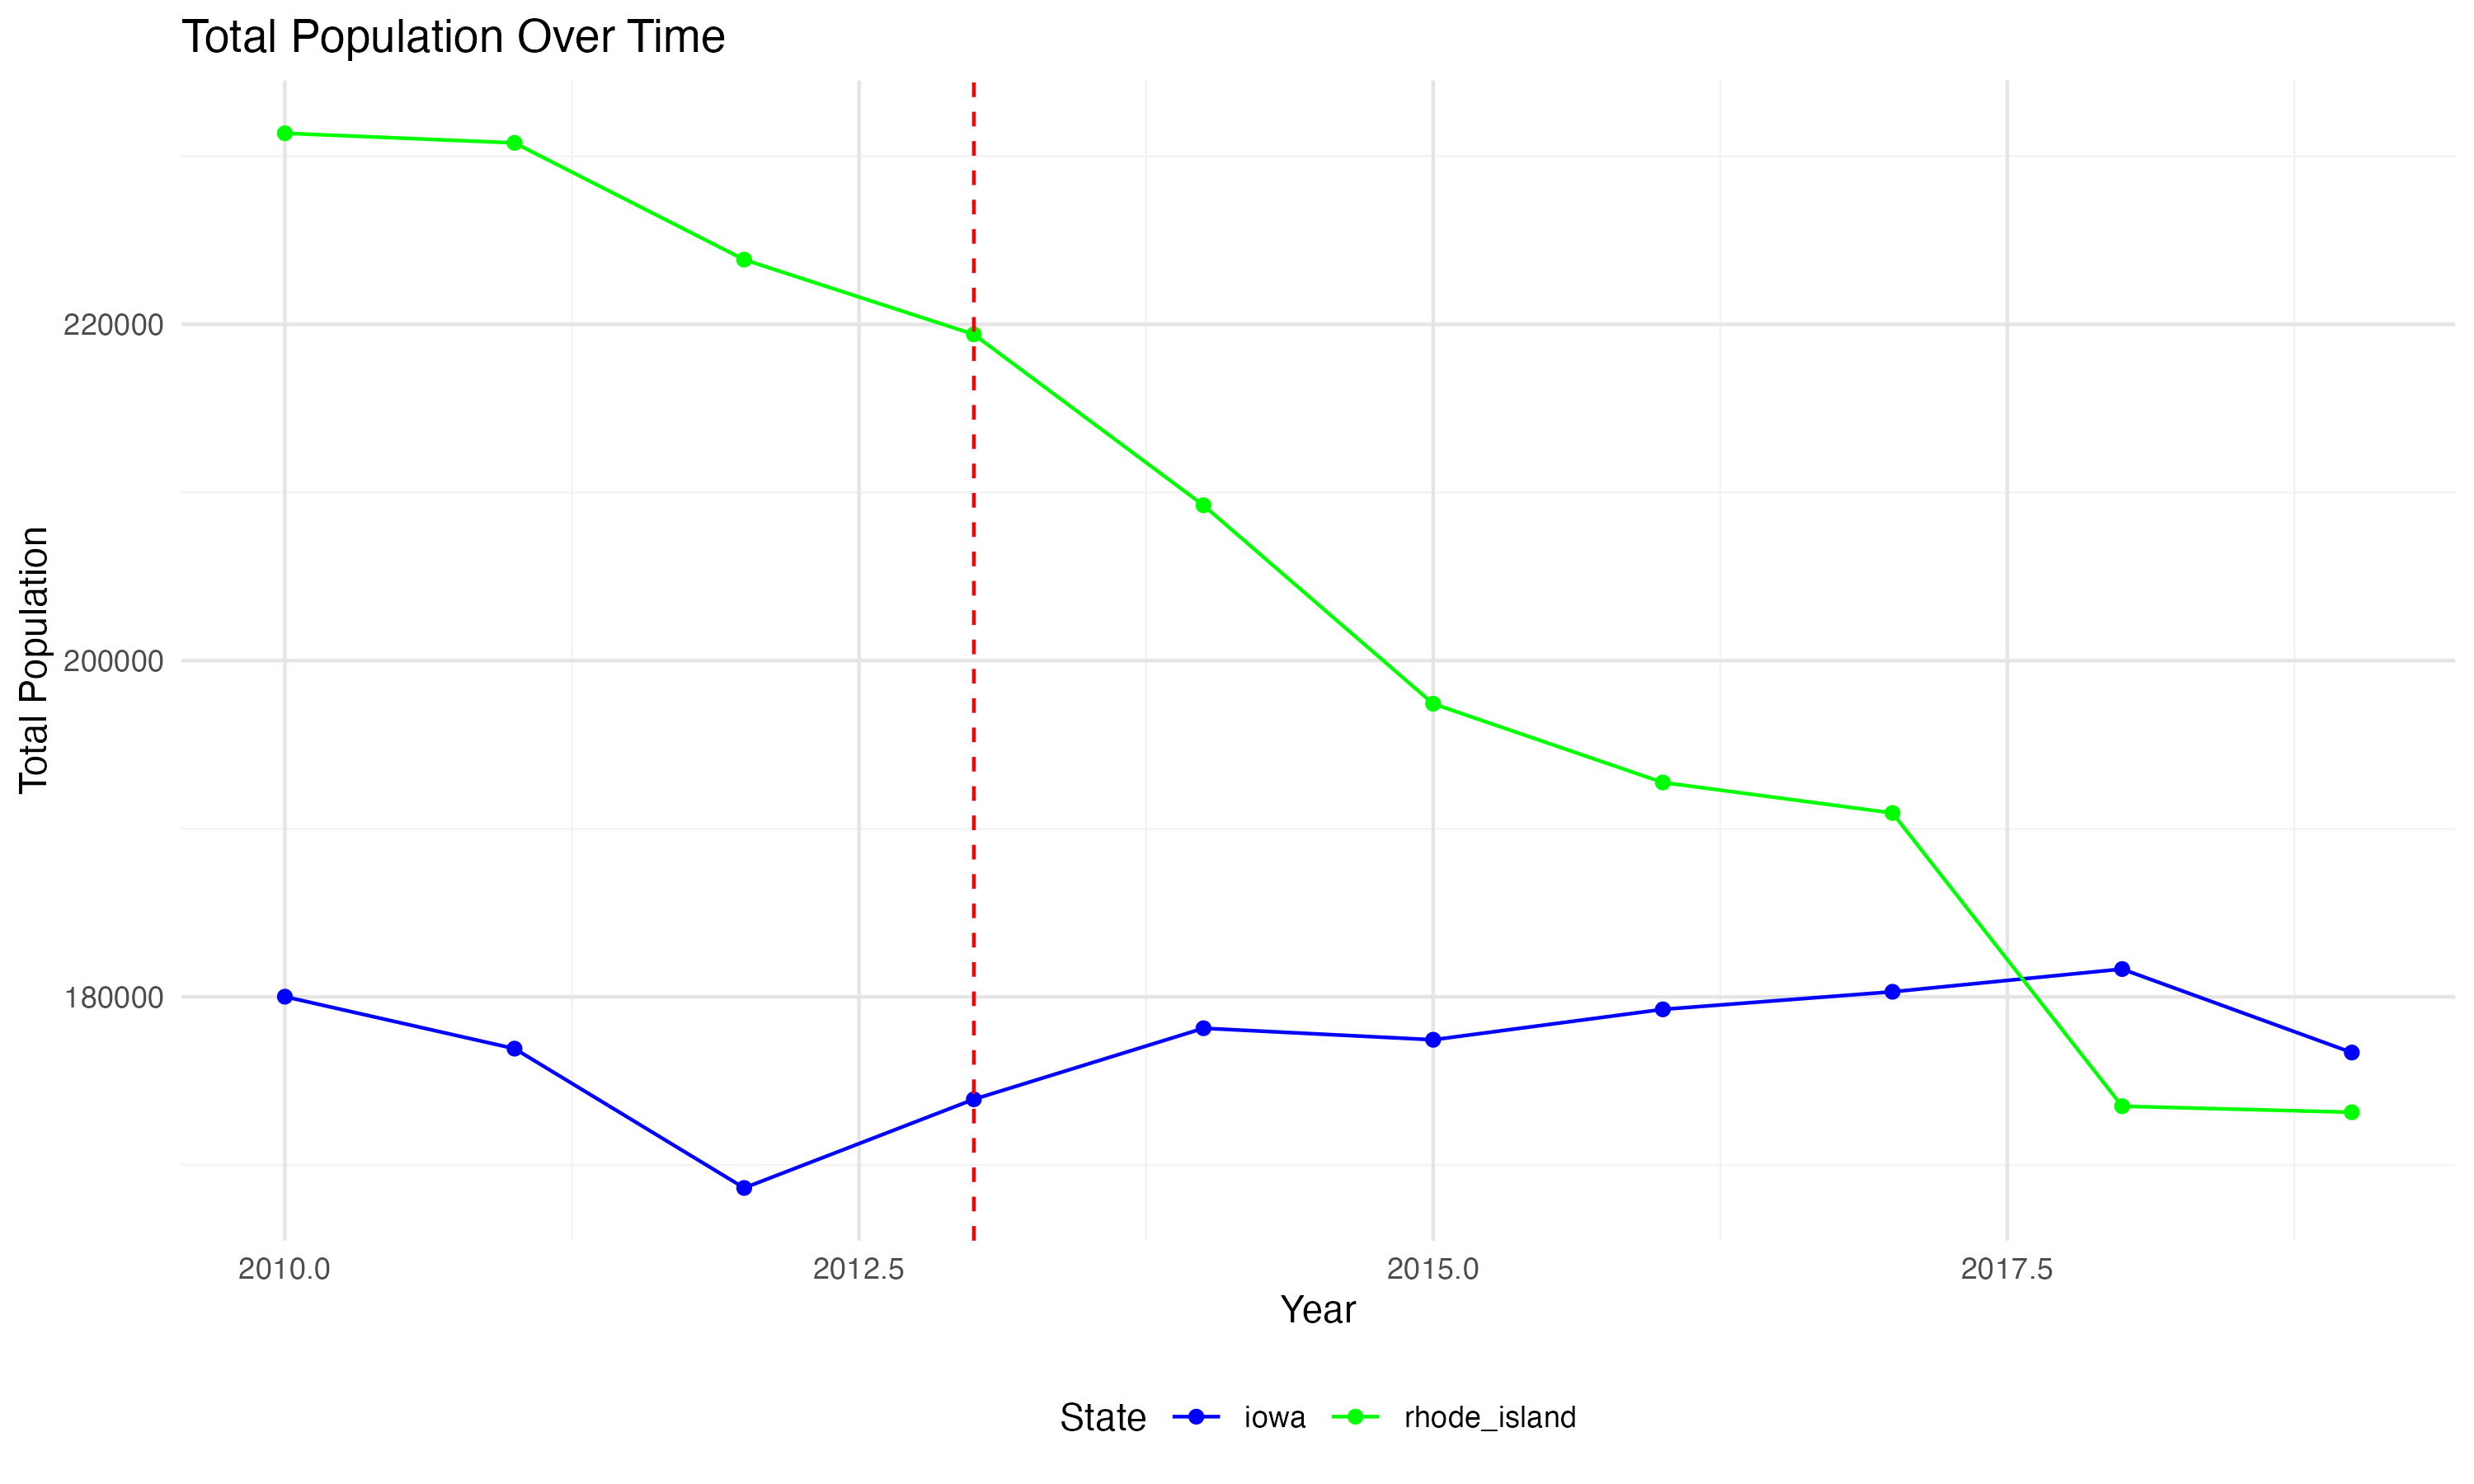 Total Population Over Time
Total Population
220000
200000
180000
2010.0 2012.5 2015.0 2017.5
Year
State iowa rhode_island